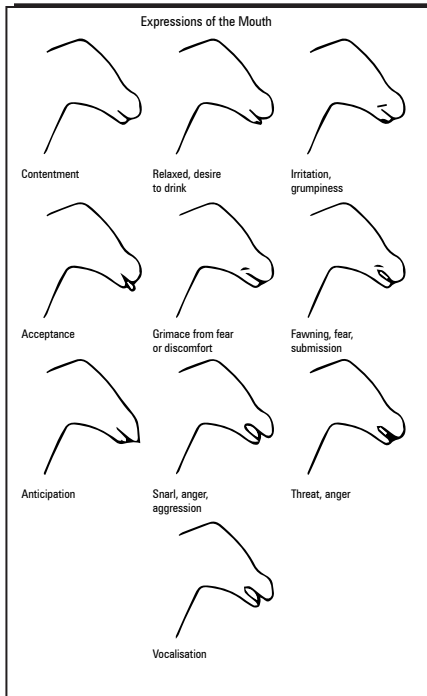 Expressions of the Mouth
Contentment
Relaxed, desire
to drink
Irritation,
grumpiness
Acceptance
Grimace from fear
or discomfort
Fawning, fear,
submission
Anticipation
Snarl, anger,
aggression
Threat, anger
Vocalisation